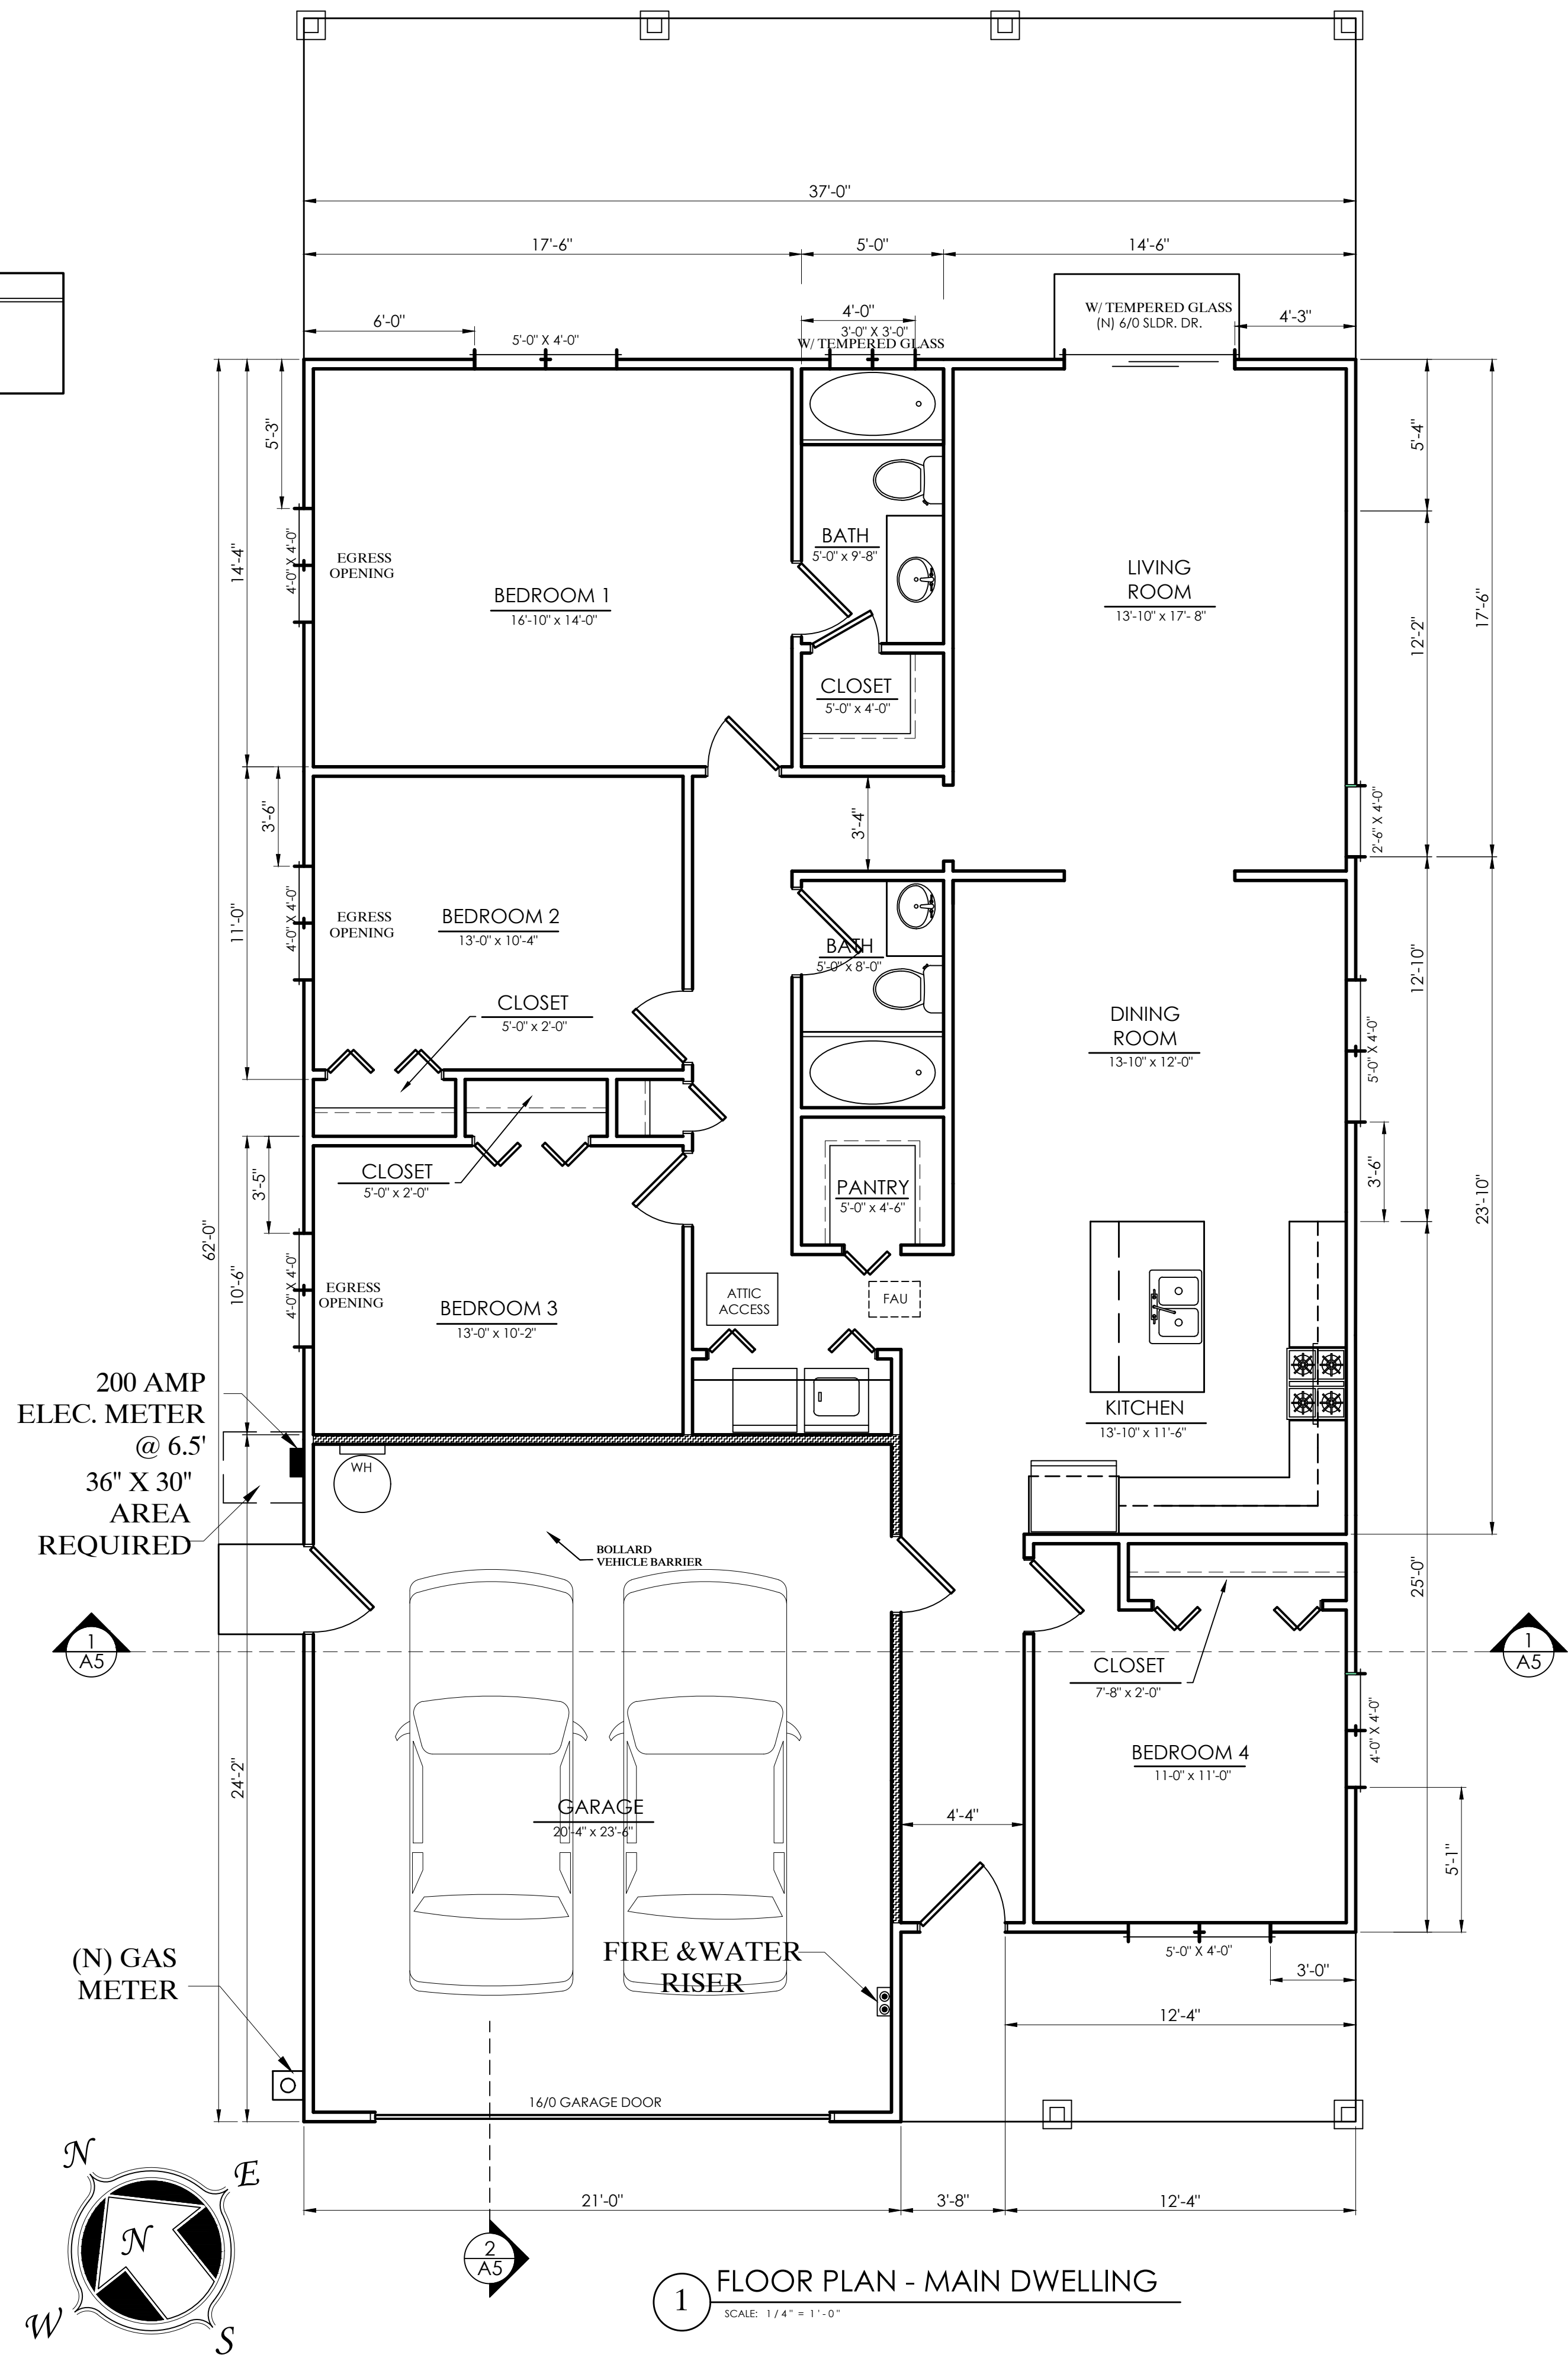 37'-0"
17'-6"
5'-0"
14'-6"
6'-0"
5'-0" X 4'-0"
4'-0"
3'-0" X 3'-0"
W/ TEMPERED GLASS
W/ TEMPERED GLASS
(N) 6/0 SLDR. DR.
4'-3"
5'-3"
14'-4"
4'-0" X 4'-0"
EGRESS
OPENING
BEDROOM 1
16'-10" x 14'-0"
BATH
5'-0" x 9'-8"
CLOSET
5'-0" x 4'-0"
LIVING
ROOM
13'-10" x 17'- 8"
5'-4"
12'-2"
17'-6"
2'-6" X 4'-0"
3'-6"
11'-0"
4'-0" X 4'-0"
EGRESS
OPENING
BEDROOM 2
13'-0" x 10'-4"
3'-4"
BATH
5'-0" x 8'-0"
CLOSET
5'-0" x 2'-0"
DINING
ROOM
13'-10" x 12'-0"
5'-0" X 4'-0"
12'-10"
3'-6"
23'-10"
CLOSET
5'-0" x 2'-0"
PANTRY
5'-0" x 4'-6"
3'-5"
62'-0"
10'-6"
4'-0" X 4'-0"
EGRESS
OPENING
BEDROOM 3
13'-0" x 10'-2"
ATTIC
ACCESS
FAU
KITCHEN
13'-10" x 11'-6"
200 AMP
ELEC. METER
@ 6.5'
36" X 30"
AREA
REQUIRED
WH
BOLLARD
VEHICLE BARRIER
25'-0"
1
A5
1
A5
CLOSET
7'-8" x 2'-0"
4'-0" X 4'-0"
BEDROOM 4
11-0" x 11'-0"
24'-2"
GARAGE
20'-4" x 23'-6"
4'-4"
5'-1"
FIRE &WATER
RISER
5'-0" X 4'-0"
3'-0"
12'-4"
(N) GAS
METER
16/0 GARAGE DOOR
21'-0"
3'-8"
12'-4"
N
E
N
W
S
2
A5
1
FLOOR PLAN - MAIN DWELLING
SCALE: 1/4" = 1'-0"